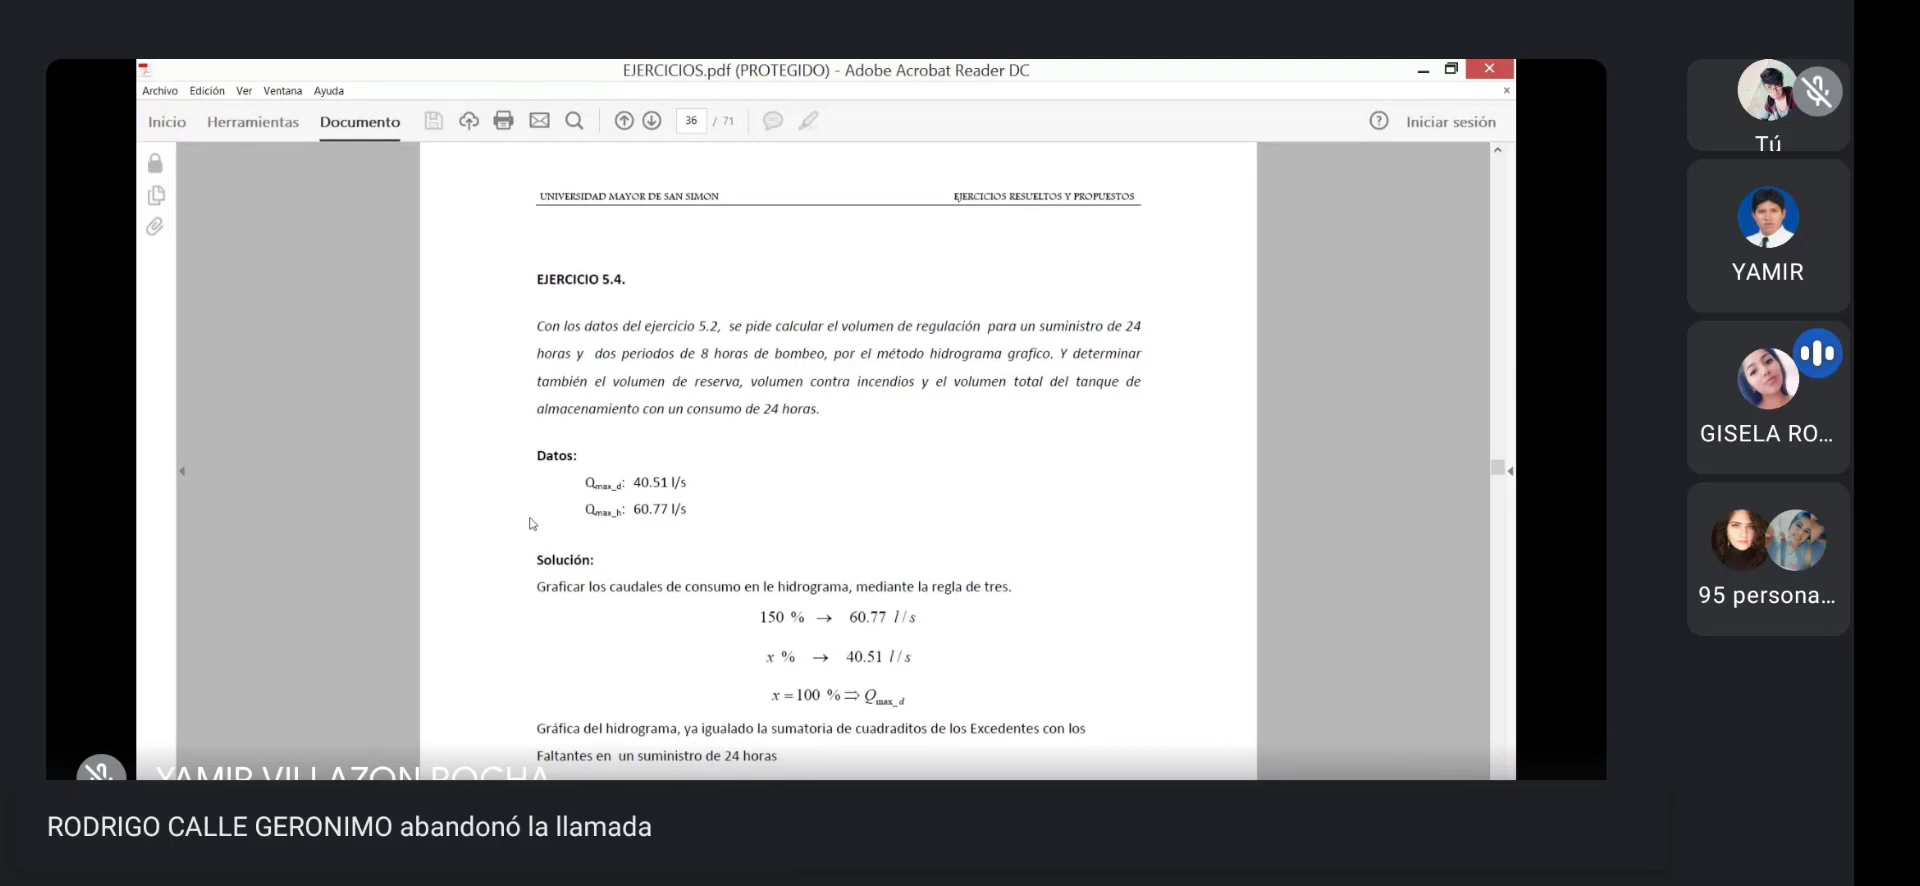 EJERCICIOS.pdf (PROTEGIDO) - Adobe Acrobat Reader DC
Archivo Edición Ver Ventana Ayuda
Inicio Herramientas Documento 36 / 71 Iniciar sesión
UNIVERSIDAD MAYOR DE SAN SIMON EJERCICIOS RESUELTOS Y PROPUESTOS
EJERCICIO 5.4.
Con los datos del ejercicio 5.2, se pide calcular el volumen de regulación para un suministro de 24
horas y dos periodos de 8 horas de bombeo, por el método hidrograma grafico. Y determinar
también el volumen de reserva, volumen contra incendios y el volumen total del tanque de
almacenamiento con un consumo de 24 horas.
Datos:
Qmax_d: 40.51 l/s
Qmax_h: 60.77 l/s
Solución:
Graficar los caudales de consumo en le hidrograma, mediante la regla de tres.
150 % → 60.77 l/s
x % → 40.51 l/s
x = 100 % ⇒ Qmax_d
Gráfica del hidrograma, ya igualado la sumatoria de cuadraditos de los Excedentes con los
Faltantes en un suministro de 24 horas
YAMIR VILLAZON ROCHA
RODRIGO CALLE GERONIMO abandonó la llamada
Tú
YAMIR
GISELA RO...
95 persona...